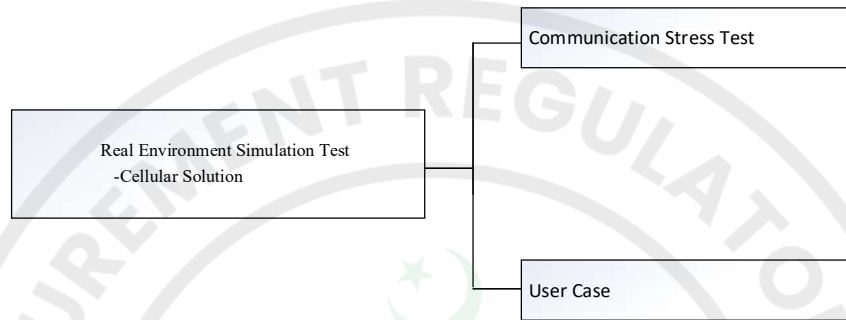 Communication Stress Test
Real Environment Simulation Test
-Cellular Solution
User Case